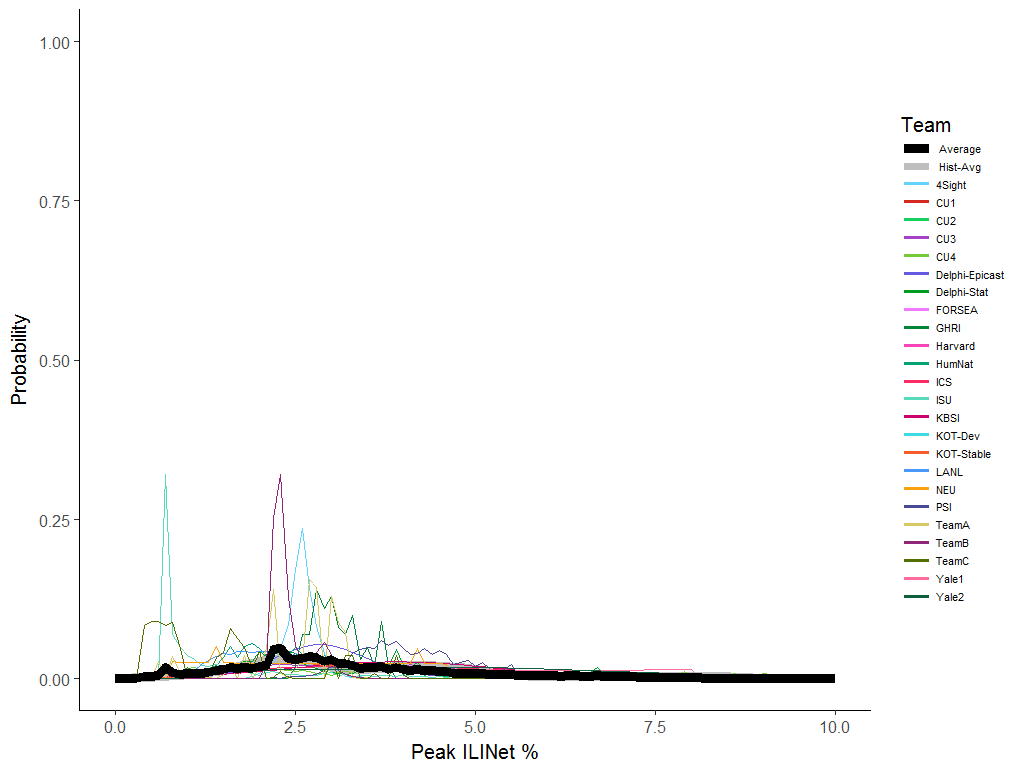 1.00
0.75
0.50
0.25
0.00
Probability
0.0 2.5 5.0 7.5 10.0
Peak ILINet %
Team
Average
Hist-Avg
4Sight
CU1
CU2
CU3
CU4
Delphi-Epicast
Delphi-Stat
FORSEA
GHRI
Harvard
HumNat
ICS
ISU
KBSI
KOT-Dev
KOT-Stable
LANL
NEU
PSI
TeamA
TeamB
TeamC
Yale1
Yale2